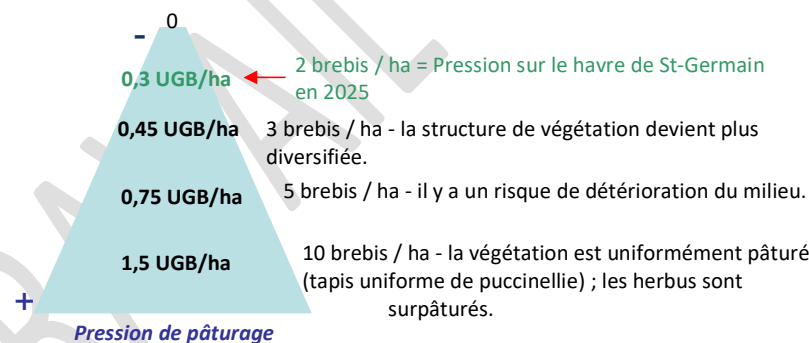 0
-
0,3 UGB/ha
2 brebis / ha = Pression sur le havre de St-Germain
en 2025
0,45 UGB/ha
3 brebis / ha - la structure de végétation devient plus
diversifiée.
0,75 UGB/ha
5 brebis / ha - il y a un risque de détérioration du milieu.
1,5 UGB/ha
10 brebis / ha - la végétation est uniformément pâturé
(tapis uniforme de puccinellie) ; les herbus sont
surpâturés.
+
Pression de pâturage